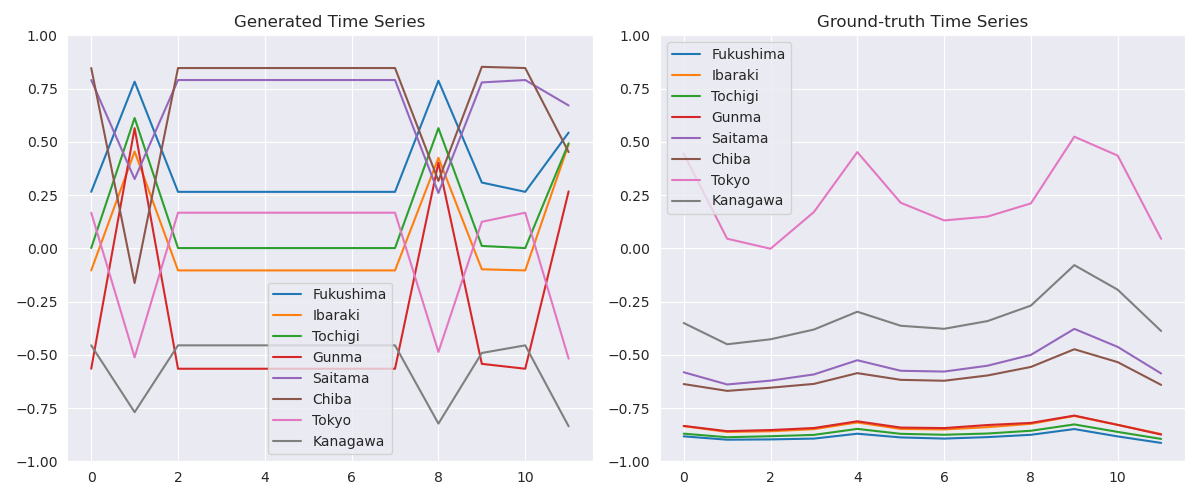 Generated Time Series
1.00
0.75
0.50
0.25
0.00
−0.25
−0.50
−0.75
−1.00
0 2 4 6 8 10
Fukushima
Ibaraki
Tochigi
Gunma
Saitama
Chiba
Tokyo
Kanagawa
Ground-truth Time Series
1.00
0.75
0.50
0.25
0.00
−0.25
−0.50
−0.75
−1.00
0 2 4 6 8 10
Fukushima
Ibaraki
Tochigi
Gunma
Saitama
Chiba
Tokyo
Kanagawa